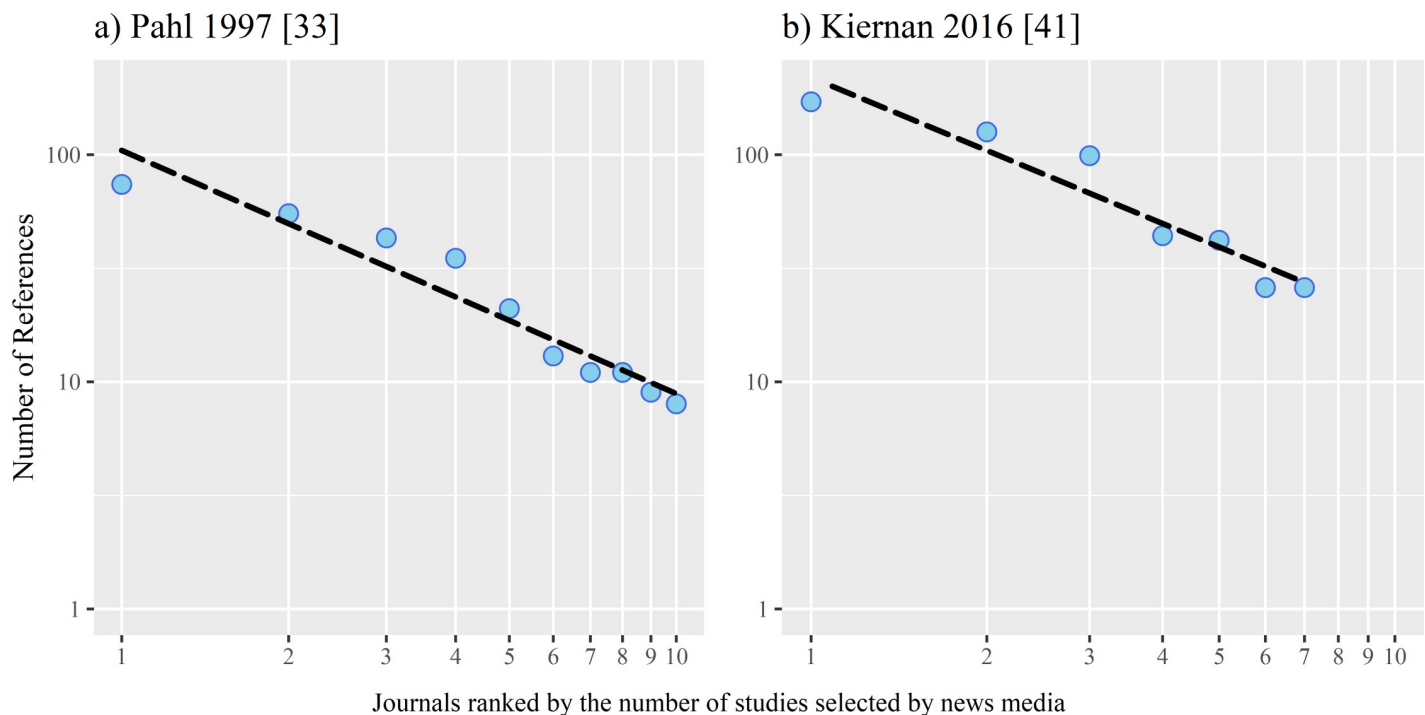 a) Pahl 1997 [33]
b) Kiernan 2016 [41]
Number of References
100
10
1
1 2 3 4 5 6 7 8 9 10
100
10
1
1 2 3 4 5 6 7 8 9 10
Journals ranked by the number of studies selected by news media